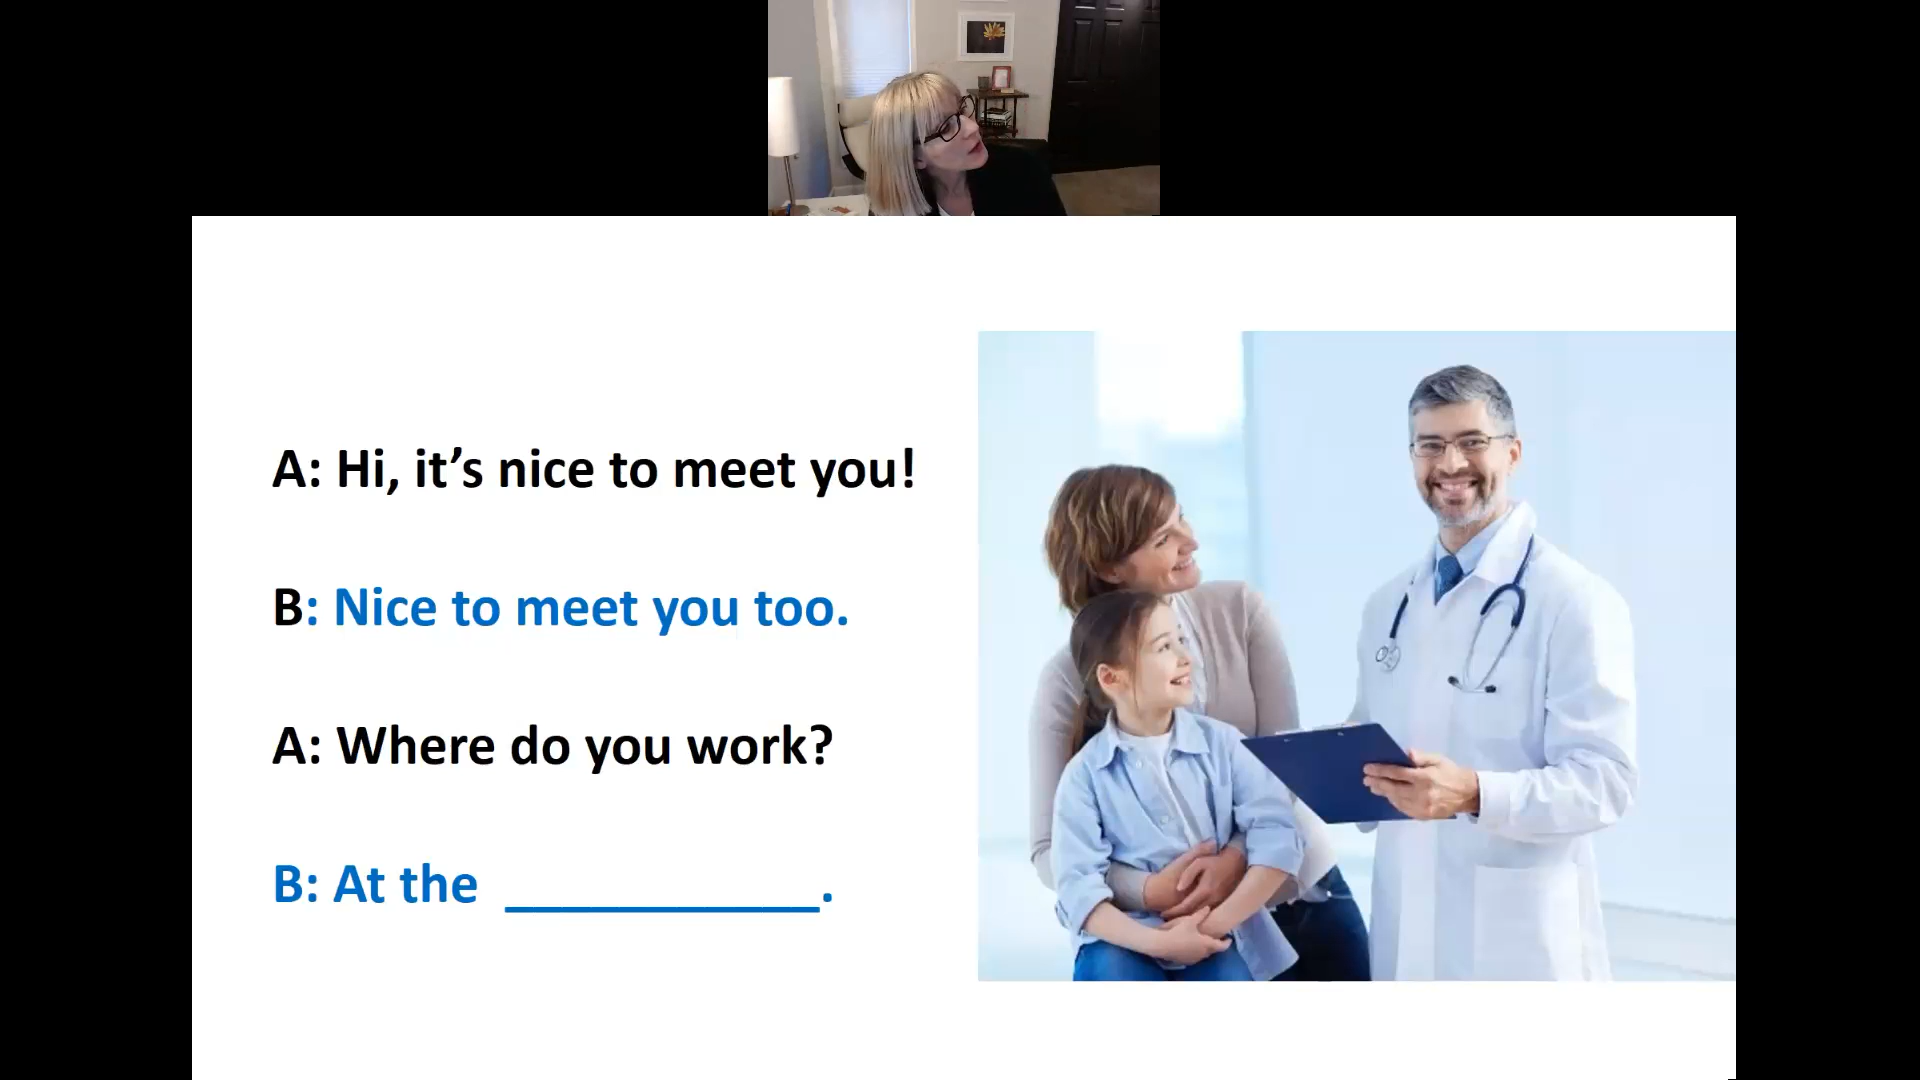 A: Hi, it’s nice to meet you!
B: Nice to meet you too.
A: Where do you work?
B: At the ___________.